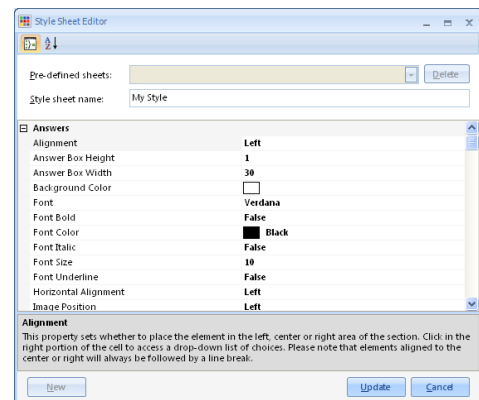 Style Sheet Editor
Pre-defined sheets: Delete
Style sheet name: My Style
Answers
Alignment Left
Answer Box Height 1
Answer Box Width 30
Background Color
Font Verdana
Font Bold False
Font Color Black
Font Italic False
Font Size 10
Font Underline False
Horizontal Alignment Left
Image Position Left
Alignment
This property sets whether to place the element in the left, center or right area of the section. Click in the
right portion of the cell to access a drop-down list of choices. Please note that elements aligned to the
center or right will always be followed by a line break.
New Update Cancel